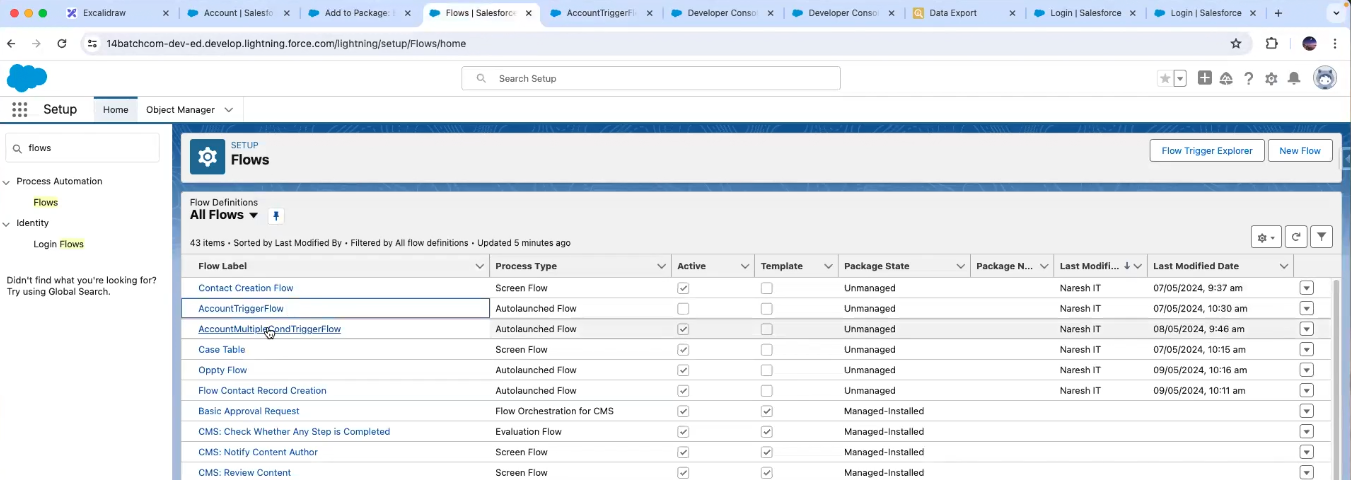 Excalidraw
Account | Salesfo
Add to Package:
Flows | Salesforce
AccountTriggerFl
Developer Conso
Developer Conso
Data Export
Login | Salesforce
Login | Salesforce
14batchcom-dev-ed.develop.lightning.force.com/lightning/setup/Flows/home
Search Setup
Setup Home Object Manager
flows
Process Automation
Flows
Identity
Login Flows
Didn't find what you're looking for?
Try using Global Search.
SETUP
Flows
Flow Trigger Explorer New Flow
Flow Definitions
All Flows
43 items • Sorted by Last Modified By • Filtered by All flow definitions • Updated 5 minutes ago
Flow Label Process Type Active Template Package State Package N... Last Modifi... Last Modified Date
Contact Creation Flow Screen Flow Unmanaged Naresh IT 07/05/2024, 9:37 am
AccountTriggerFlow Autolaunched Flow Unmanaged Naresh IT 07/05/2024, 10:30 am
AccountMultipleCondTriggerFlow Autolaunched Flow Unmanaged Naresh IT 08/05/2024, 9:46 am
Case Table Screen Flow Unmanaged Naresh IT 07/05/2024, 10:15 am
Oppty Flow Autolaunched Flow Unmanaged Naresh IT 09/05/2024, 10:16 am
Flow Contact Record Creation Autolaunched Flow Unmanaged Naresh IT 09/05/2024, 10:11 am
Basic Approval Request Flow Orchestration for CMS Managed-Installed
CMS: Check Whether Any Step is Completed Evaluation Flow Managed-Installed
CMS: Notify Content Author Screen Flow Managed-Installed
CMS: Review Content Screen Flow Managed-Installed